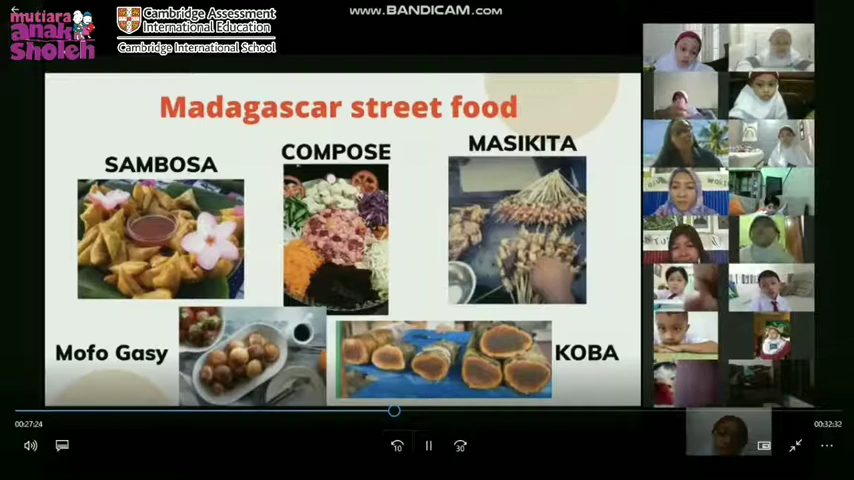 www.BANDICAM.com
mutiara
anak
Sholeh
Cambridge Assessment
International Education
Cambridge International School
Madagascar street food
SAMBOSA
COMPOSE
MASIKITA
Mofo Gasy
KOBA
00:27:24
00:32:32
10
30